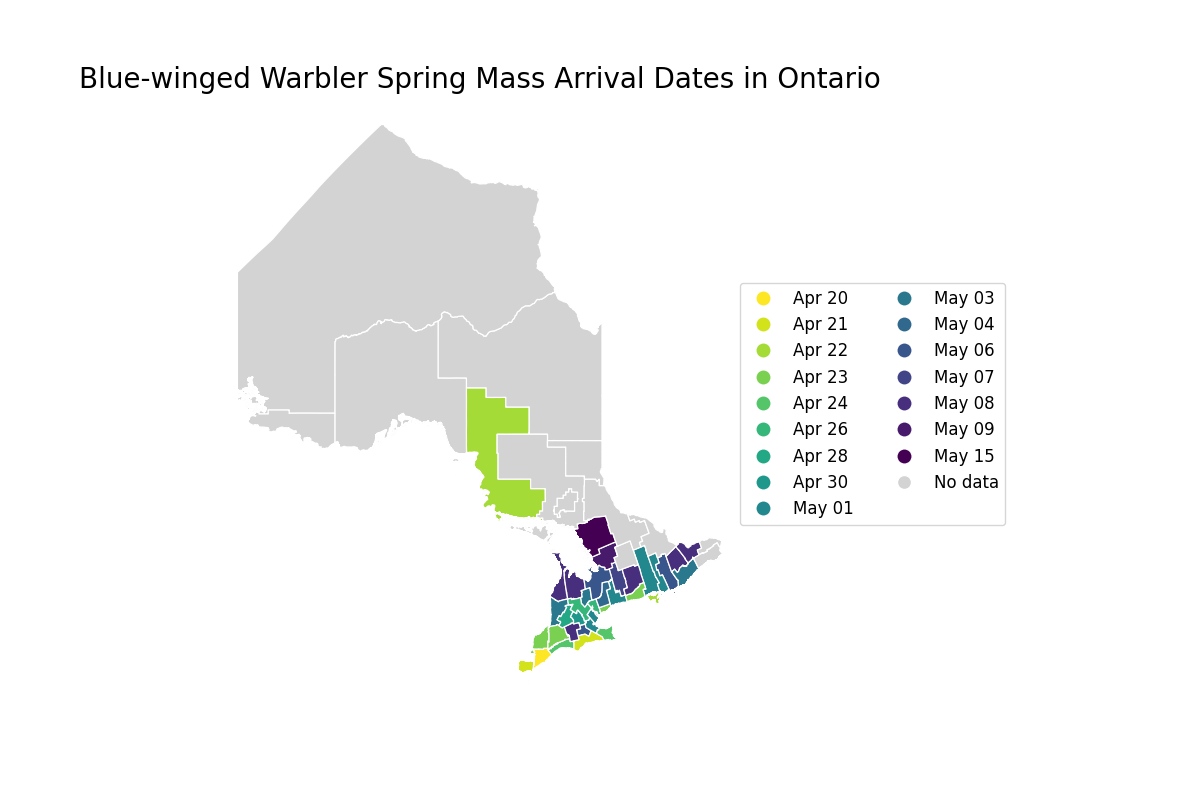 Blue-winged Warbler Spring Mass Arrival Dates in Ontario
Apr 20
Apr 21
Apr 22
Apr 23
Apr 24
Apr 26
Apr 28
Apr 30
May 01
May 03
May 04
May 06
May 07
May 08
May 09
May 15
No data